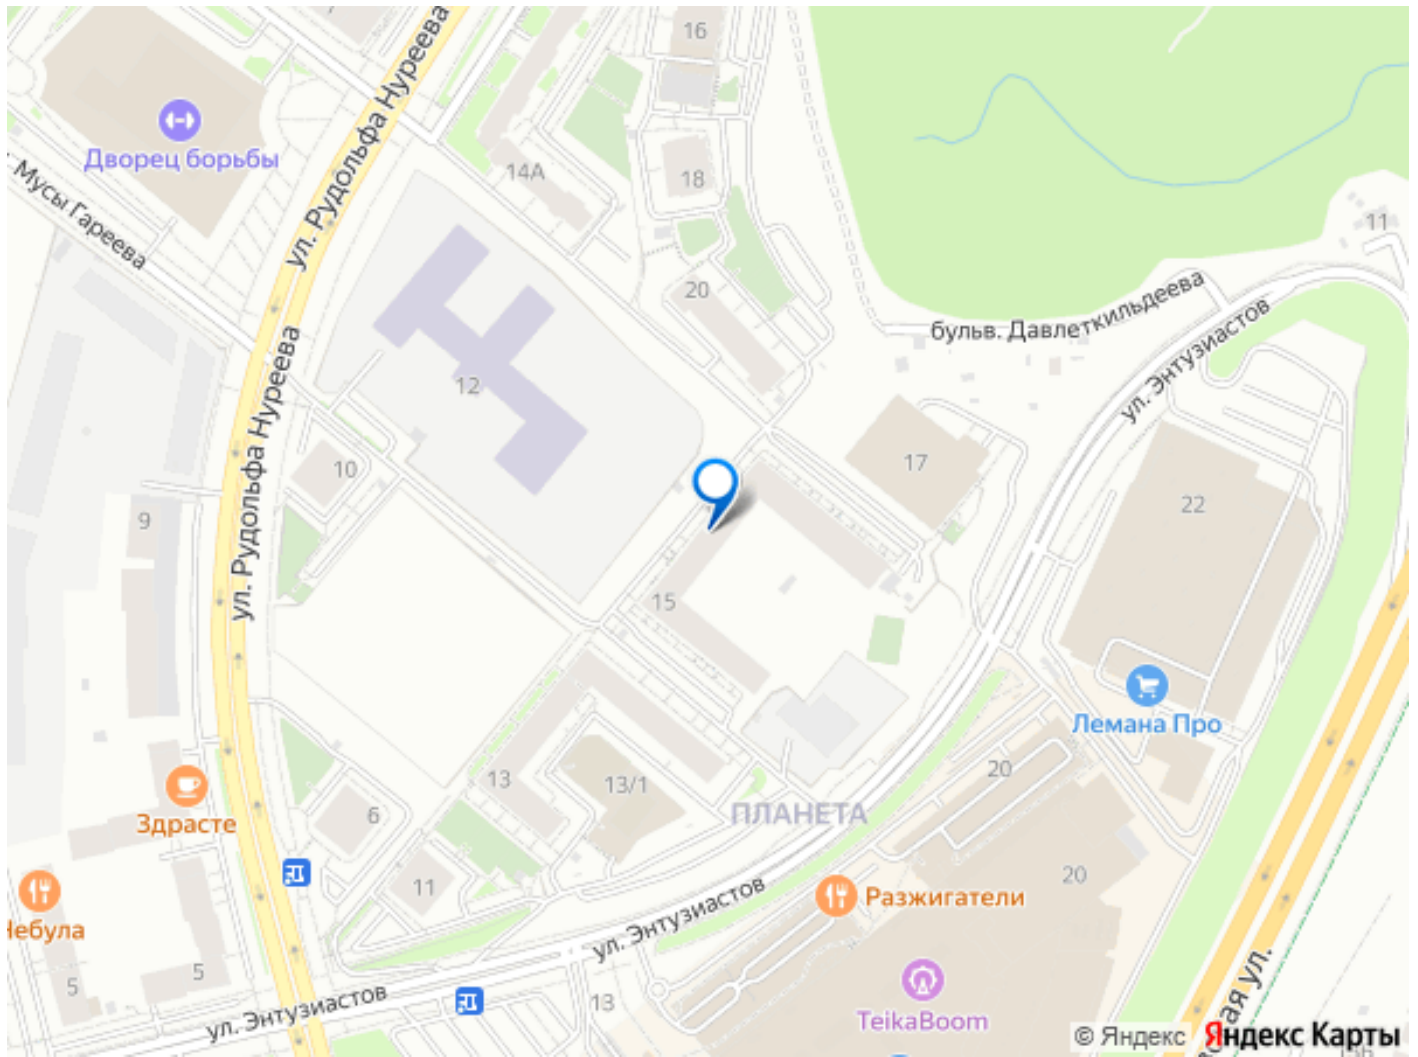 16
ул. Рудольфа Нуреева
Дворец борьбы
14А
18
Мусы Гареева
11
20
бульв. Давлеткильдеева
ул. Энтузиастов
12
ул. Рудольфа Нуреева
10
17
22
9
15
Лемана Про
20
13
13/1
ПЛАНЕТА
6
Здрасте
11
20
Разжигатели
Небула
ул. Энтузиастов
5
5
13
ул. Энтузиастов
TeikaBoom
© Яндекс Яндекс Карты